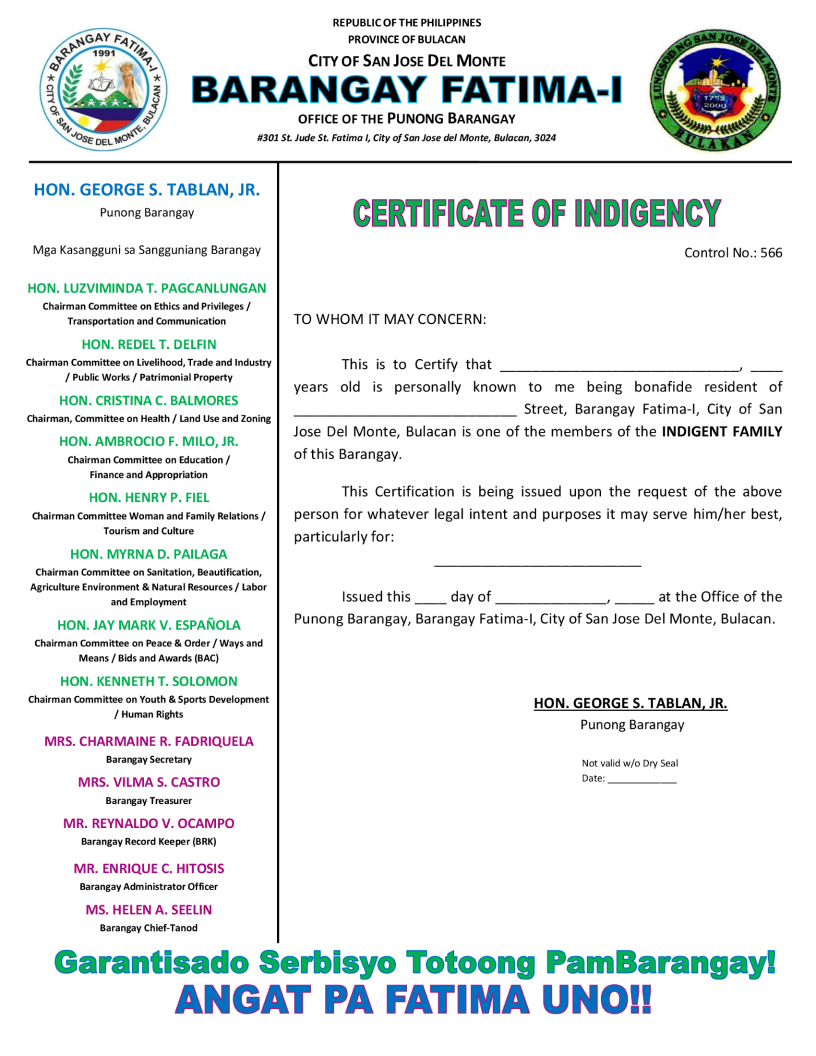 REPUBLIC OF THE PHILIPPINES
PROVINCE OF BULACAN
CITY OF SAN JOSE DEL MONTE
BARANGAY FATIMA-I
OFFICE OF THE PUNONG BARANGAY
#301 St. Jude St. Fatima I, City of San Jose del Monte, Bulacan, 3024
BARANGAY FATIMA-I
1991
CITY OF SAN JOSE DEL MONTE, BULACAN
LUNGSOD NG SAN JOSE DEL MONTE
1752
2000
BULAKAN
HON. GEORGE S. TABLAN, JR.
Punong Barangay
Mga Kasangguni sa Sangguniang Barangay
HON. LUZVIMINDA T. PAGCANLUNGAN
Chairman Committee on Ethics and Privileges /
Transportation and Communication
HON. REDEL T. DELFIN
Chairman Committee on Livelihood, Trade and Industry
/ Public Works / Patrimonial Property
HON. CRISTINA C. BALMORES
Chairman, Committee on Health / Land Use and Zoning
HON. AMBROCIO F. MILO, JR.
Chairman Committee on Education /
Finance and Appropriation
HON. HENRY P. FIEL
Chairman Committee Woman and Family Relations /
Tourism and Culture
HON. MYRNA D. PAILAGA
Chairman Committee on Sanitation, Beautification,
Agriculture Environment & Natural Resources / Labor
and Employment
HON. JAY MARK V. ESPAÑOLA
Chairman Committee on Peace & Order / Ways and
Means / Bids and Awards (BAC)
HON. KENNETH T. SOLOMON
Chairman Committee on Youth & Sports Development
/ Human Rights
MRS. CHARMAINE R. FADRIQUELA
Barangay Secretary
MRS. VILMA S. CASTRO
Barangay Treasurer
MR. REYNALDO V. OCAMPO
Barangay Record Keeper (BRK)
MR. ENRIQUE C. HITOSIS
Barangay Administrator Officer
MS. HELEN A. SEELIN
Barangay Chief-Tanod
CERTIFICATE OF INDIGENCY
Control No.: 566
TO WHOM IT MAY CONCERN:
This is to Certify that ______________________________, ____
years old is personally known to me being bonafide resident of
____________________________ Street, Barangay Fatima-I, City of San
Jose Del Monte, Bulacan is one of the members of the INDIGENT FAMILY
of this Barangay.
This Certification is being issued upon the request of the above
person for whatever legal intent and purposes it may serve him/her best,
particularly for:
__________________________
Issued this ____ day of ______________, _____ at the Office of the
Punong Barangay, Barangay Fatima-I, City of San Jose Del Monte, Bulacan.
HON. GEORGE S. TABLAN, JR.
Punong Barangay
Not valid w/o Dry Seal
Date: _____________
Garantisado Serbisyo Totoong PamBarangay!
ANGAT PA FATIMA UNO!!